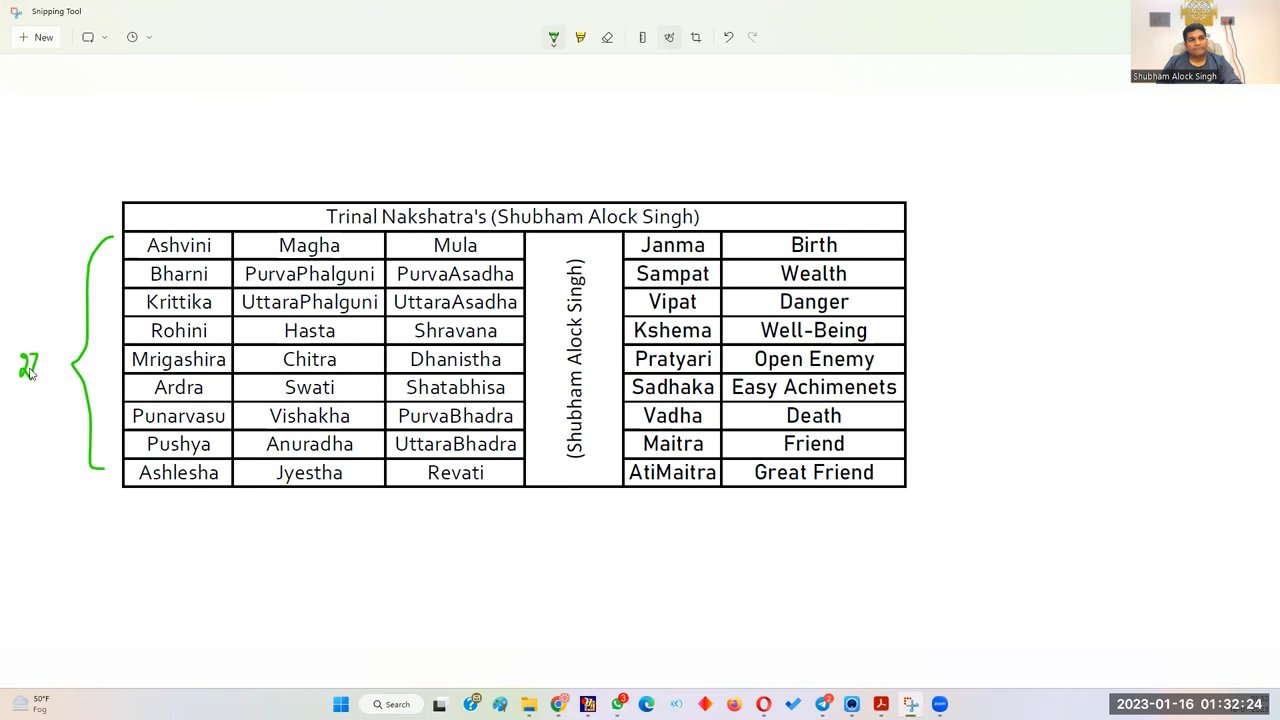 Snipping Tool
New
Shubham Alock Singh
Trinal Nakshatra's (Shubham Alock Singh)
Ashvini Magha Mula Janma Birth
Bharni PurvaPhalguni PurvaAsadha Sampat Wealth
Krittika UttaraPhalguni UttaraAsadha Vipat Danger
Rohini Hasta Shravana Kshema Well-Being
Mrigashira Chitra Dhanistha Pratyari Open Enemy
Ardra Swati Shatabhisa Sadhaka Easy Achimenets
Punarvasu Vishakha PurvaBhadra Vadha Death
Pushya Anuradha UttaraBhadra Maitra Friend
Ashlesha Jyestha Revati AtiMaitra Great Friend
(Shubham Alock Singh)
27
50°F
Fog
Search
3
2
2023-01-16 01:32:24